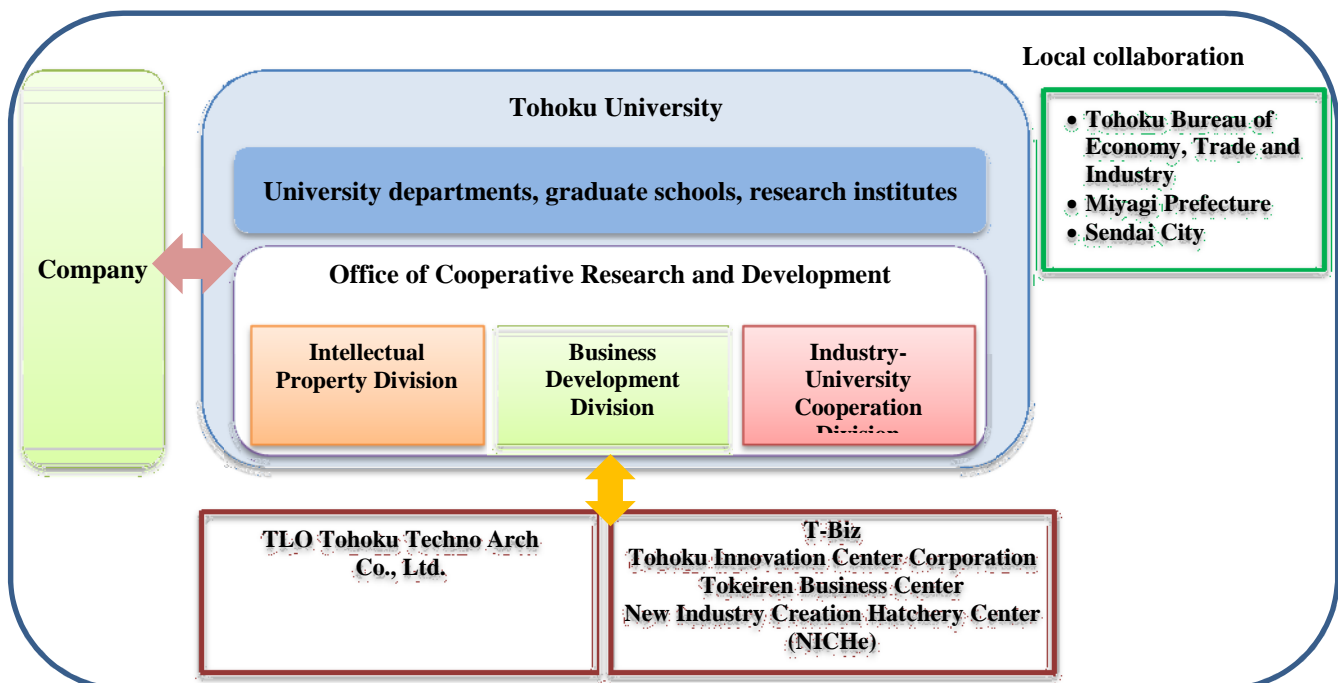 Local collaboration
Tohoku University
• Tohoku Bureau of
Economy, Trade and
Industry
• Miyagi Prefecture
• Sendai City
University departments, graduate schools, research institutes
Company
Office of Cooperative Research and Development
Intellectual
Property Division
Business
Development
Division
Industry-
University
Cooperation
Division
TLO Tohoku Techno Arch
Co., Ltd.
T-Biz
Tohoku Innovation Center Corporation
Tokeiren Business Center
New Industry Creation Hatchery Center
(NICHe)